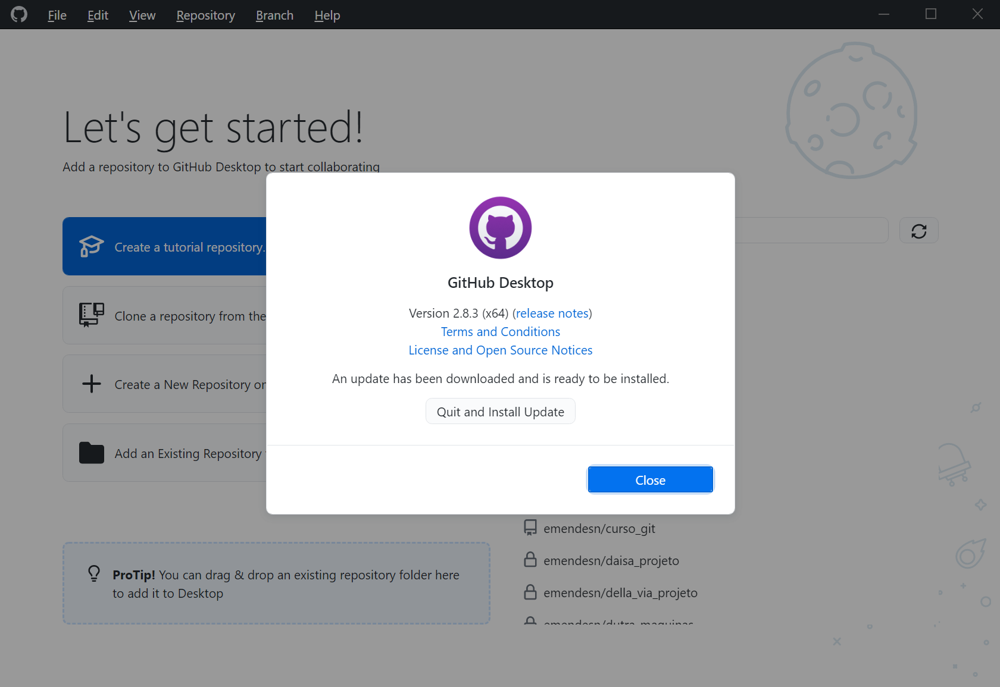 File Edit View Repository Branch Help
Let's get started!
Add a repository to GitHub Desktop to start collaborating
Create a tutorial repository.
Clone a repository from the
Create a New Repository on
Add an Existing Repository
ProTip! You can drag & drop an existing repository folder here
to add it to Desktop
GitHub Desktop
Version 2.8.3 (x64) (release notes)
Terms and Conditions
License and Open Source Notices
An update has been downloaded and is ready to be installed.
Quit and Install Update
Close
emendesn/curso_git
emendesn/daisa_projeto
emendesn/della_via_projeto
emendesn/dutra_maquinas